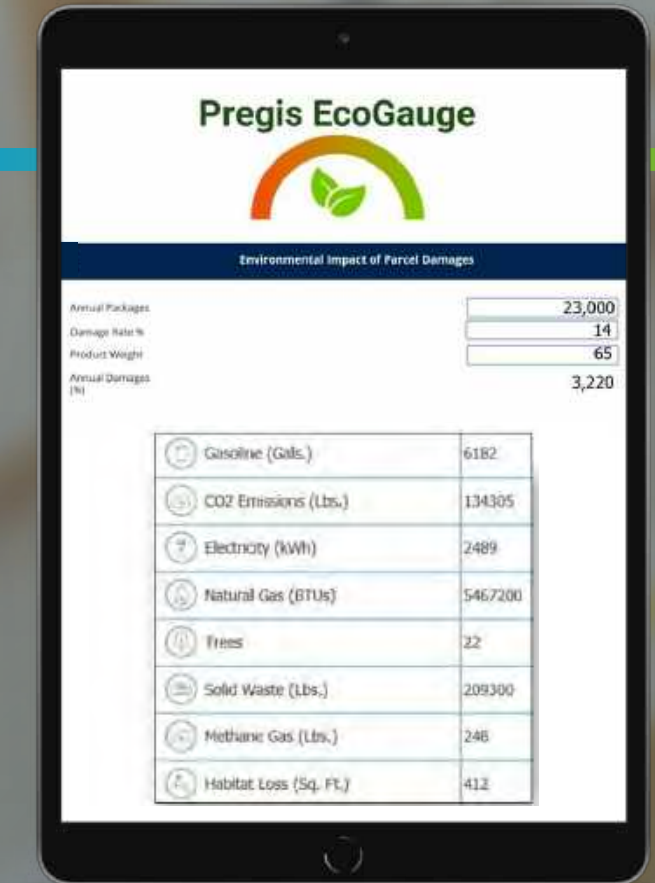 Pregis EcoGauge
Environmental Impact of Parcel Damages
Annual Packages 23,000
Damage Rate % 14
Product Weight 65
Annual Damages 3,220
(%)
Gasoline (Gals.) 6182
CO2 Emissions (Lbs.) 134305
Electricity (kWh) 2489
Natural Gas (BTUs) 5467200
Trees 22
Solid Waste (Lbs.) 209300
Methane Gas (Lbs.) 246
Habitat Loss (Sq. Ft.) 412